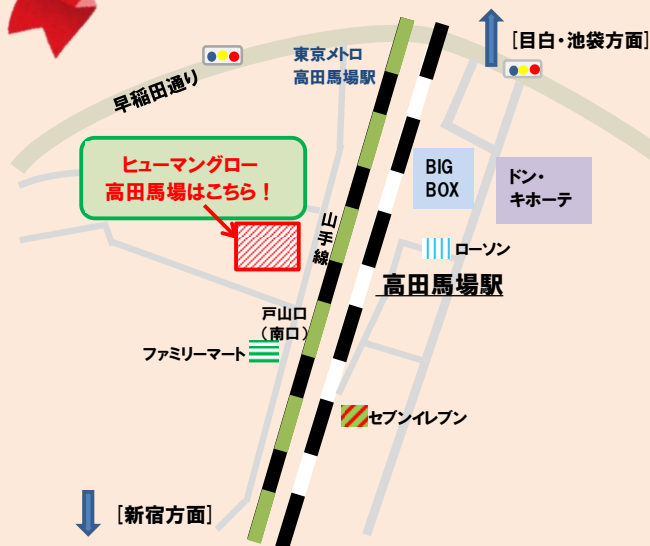 [目白・池袋方面]
東京メトロ
高田馬場駅
早稲田通り
ヒューマングロー
高田馬場はこちら！
BIG
BOX
ドン・
キホーテ
山手線
ローソン
高田馬場駅
戸山口
（南口）
ファミリーマート
セブンイレブン
[新宿方面]